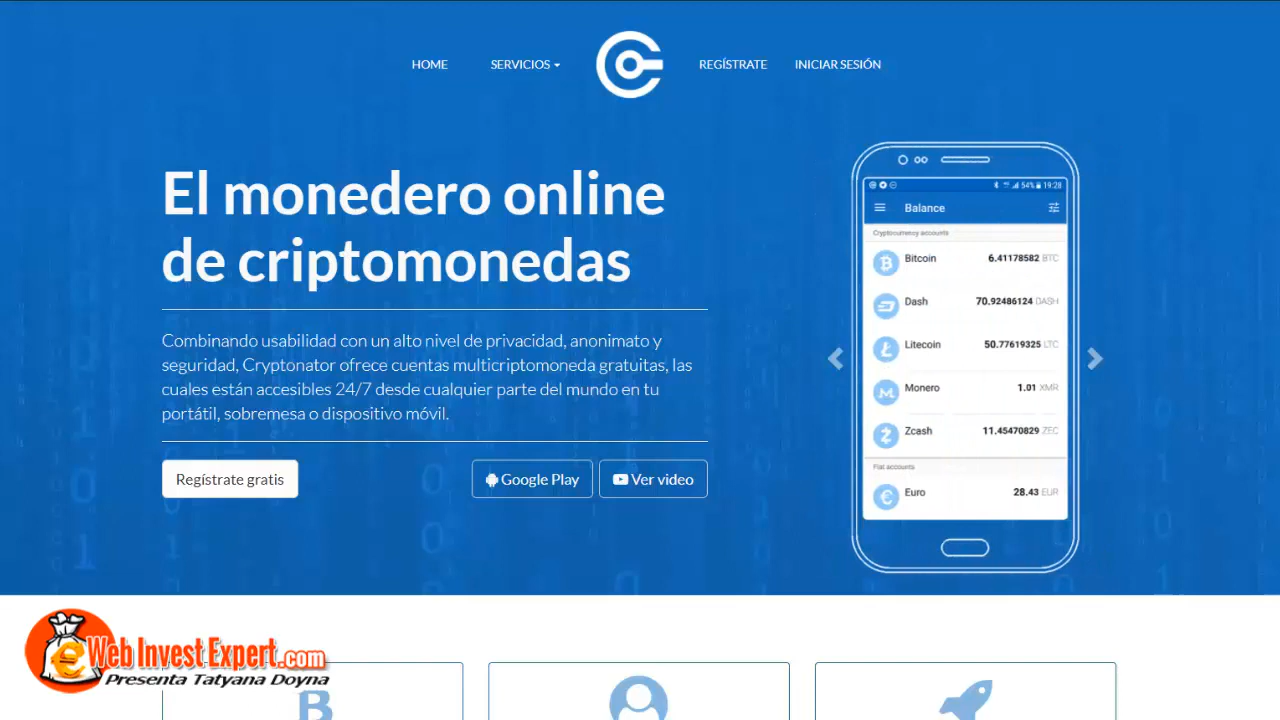 HOME
SERVICIOS
REGÍSTRATE
INICIAR SESIÓN
El monedero online
de criptomonedas
Combinando usabilidad con un alto nivel de privacidad, anonimato y
seguridad, Cryptonator ofrece cuentas multicriptomoneda gratuitas, las
cuales están accesibles 24/7 desde cualquier parte del mundo en tu
portátil, sobremesa o dispositivo móvil.
Regístrate gratis
Google Play
Ver video
54% 19:28
Balance
Cryptocurrency accounts
Bitcoin 6.41178582 BTC
Dash 70.92486124 DASH
Litecoin 50.77619325 LTC
Monero 1.01 XMR
Zcash 11.45470829 ZEC
Fiat accounts
Euro 28.43 EUR
Web Invest Expert.com
Presenta Tatyana Doyna